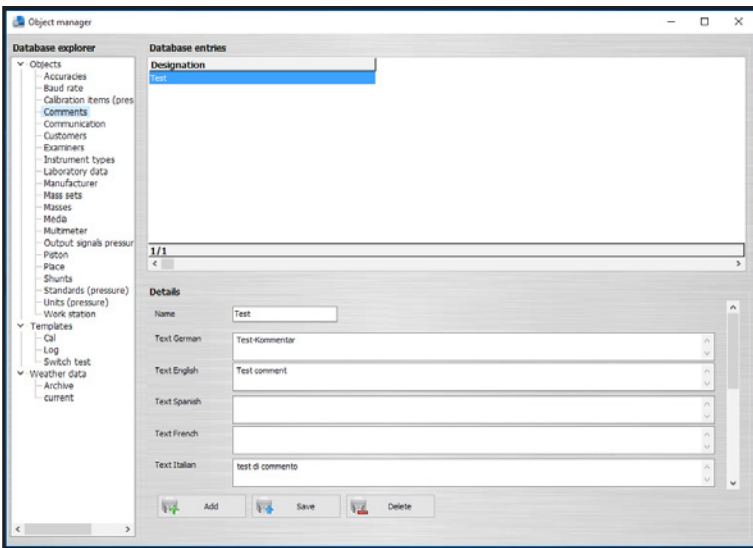 Object manager
Database explorer
Objects
Accuracies
Baud rate
Calibration items (pres
Comments
Communication
Customers
Examiners
Instrument types
Laboratory data
Manufacturer
Mass sets
Masses
Media
Multimeter
Output signals pressur
Piston
Place
Shunts
Standards (pressure)
Units (pressure)
Work station
Templates
Cal
Log
Switch test
Weather data
Archive
current
Database entries
Designation
Test
1/1
Details
Name Test
Text German Test-Kommentar
Text English Test comment
Text Spanish
Text French
Text Italian test di commento
Add Save Delete